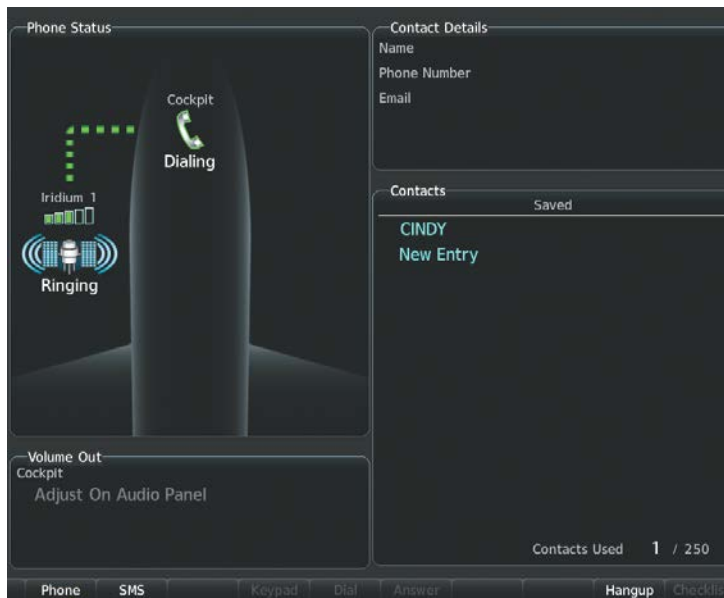 Phone Status
Cockpit
Dialing
Iridium 1
Ringing
Volume Out
Cockpit
Adjust On Audio Panel
Contact Details
Name
Phone Number
Email
Contacts
Saved
CINDY
New Entry
Contacts Used 1 / 250
Phone SMS Keypad Dial Answer Hangup Checklis